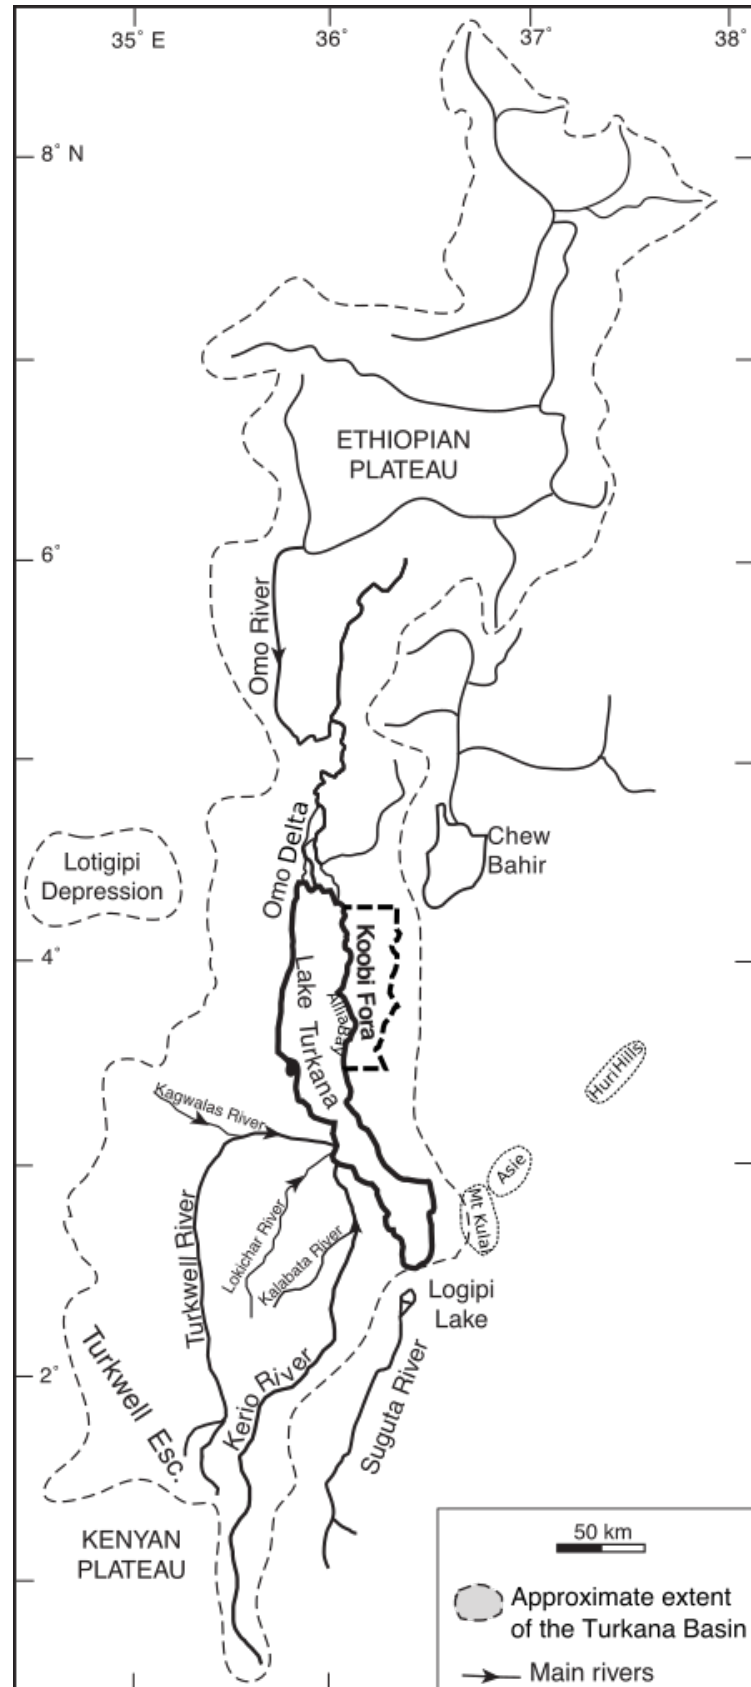 35° E
36°
37°
38°
8° N
ETHIOPIAN
PLATEAU
6°
Omo River
Omo Delta
Chew
Bahir
Lotigipi
Depression
4°
Lake Turkana
Koobi Fora
Allia Bay
Huri Hills
Kagwalas River
Asie
Mt Kulal
Turkwell River
Lokichar River
Kalabata River
Logipi
Lake
2°
Turkwell Esc.
Kerio River
Suguta River
KENYAN
PLATEAU
50 km
Approximate extent
of the Turkana Basin
Main rivers